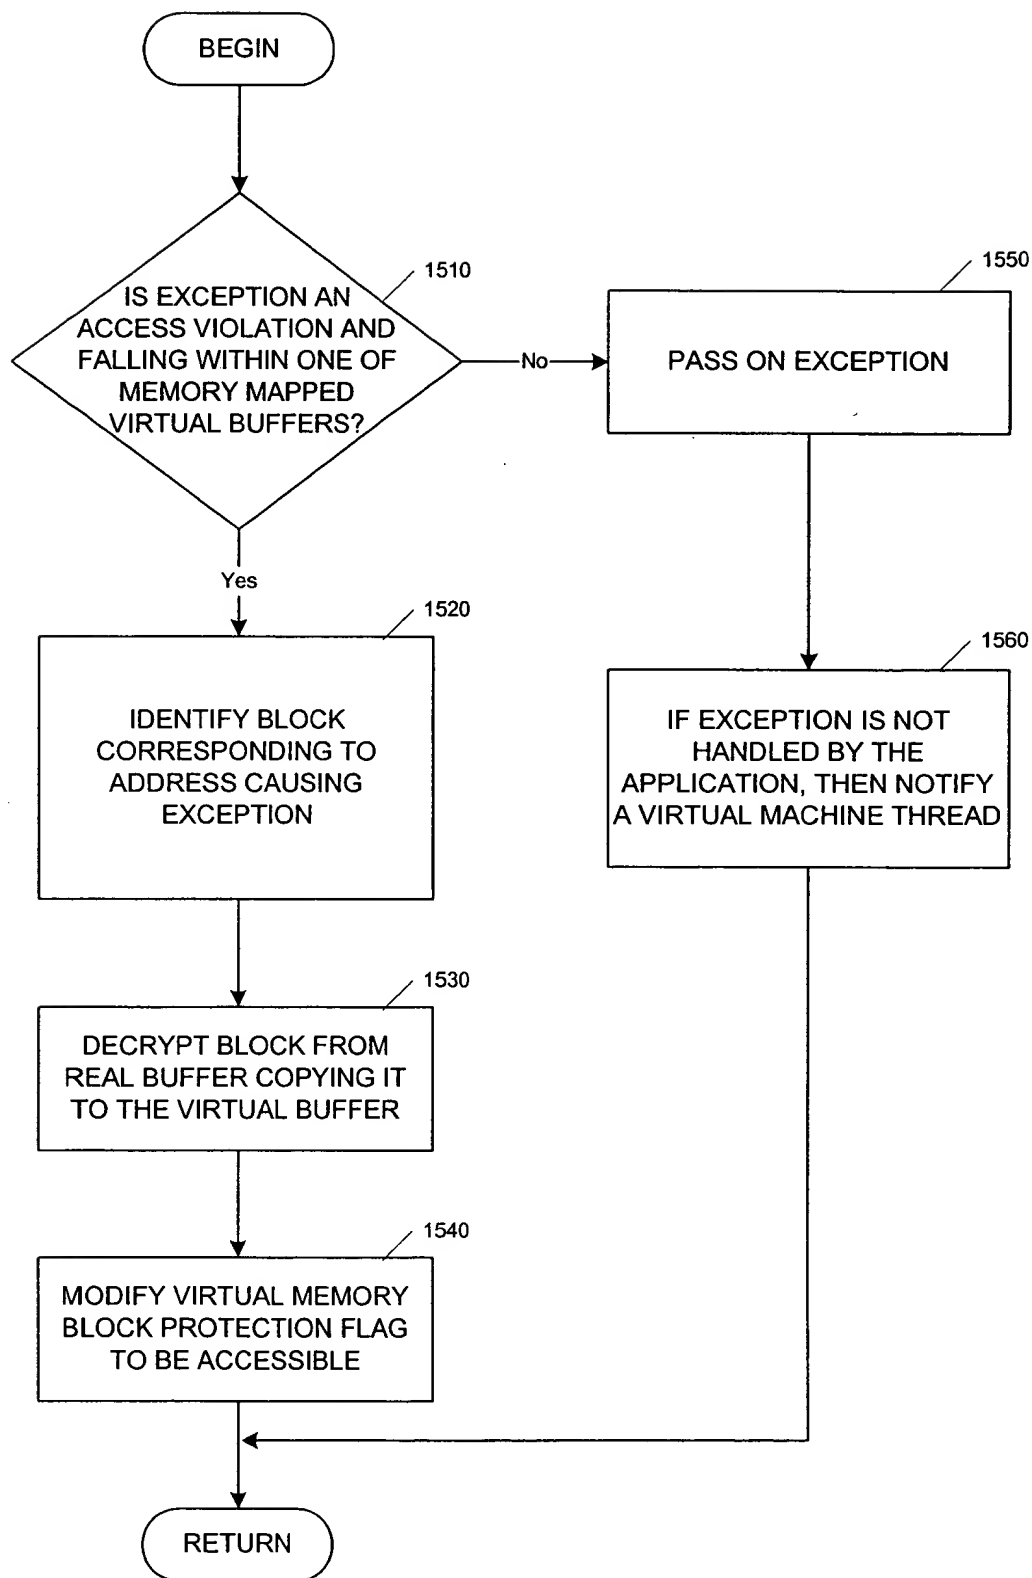 BEGIN
1510
IS EXCEPTION AN
ACCESS VIOLATION AND
FALLING WITHIN ONE OF
MEMORY MAPPED
VIRTUAL BUFFERS?
No
1550
PASS ON EXCEPTION
Yes
1520
IDENTIFY BLOCK
CORRESPONDING TO
ADDRESS CAUSING
EXCEPTION
1560
IF EXCEPTION IS NOT
HANDLED BY THE
APPLICATION, THEN NOTIFY
A VIRTUAL MACHINE THREAD
1530
DECRYPT BLOCK FROM
REAL BUFFER COPYING IT
TO THE VIRTUAL BUFFER
1540
MODIFY VIRTUAL MEMORY
BLOCK PROTECTION FLAG
TO BE ACCESSIBLE
RETURN